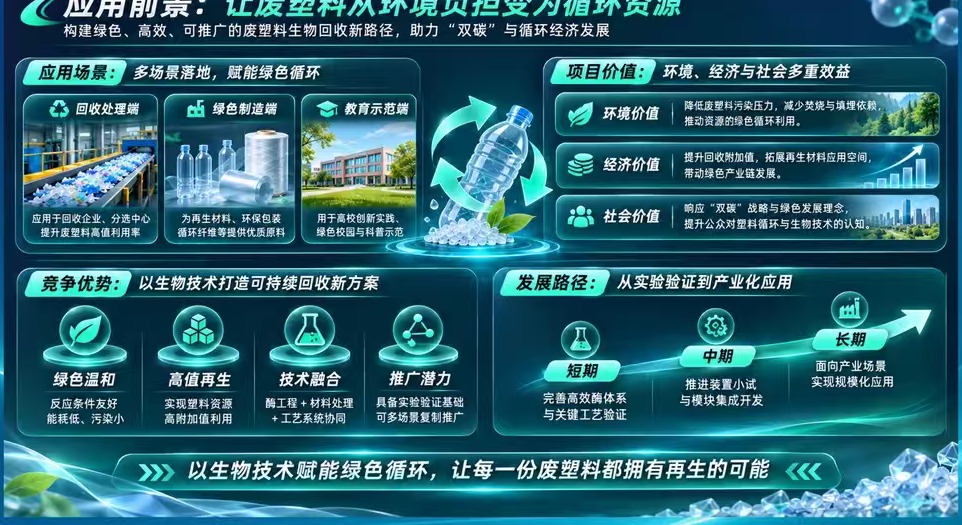 应用前景：让废塑料从环境负担变为循环资源
构建绿色、高效、可推广的废塑料生物回收新路径，助力“双碳”与循环经济发展
应用场景： 多场景落地，赋能绿色循环
回收处理端
应用于回收企业、分选中心
提升废塑料高值利用率
绿色制造端
为再生材料、环保包装
循环纤维等提供优质原料
教育示范端
用于高校创新实践、
绿色校园与科普示范
项目价值： 环境、经济与社会多重效益
环境价值
降低废塑料污染压力，减少焚烧与填埋依赖，
推动资源的绿色循环利用。
经济价值
提升回收附加值，拓展再生材料应用空间，
带动绿色产业链发展。
社会价值
响应“双碳”战略与绿色发展理念，
提升公众对塑料循环与生物技术的认知。
竞争优势： 以生物技术打造可持续回收新方案
绿色温和
反应条件友好
能耗低、污染小
高值再生
实现塑料资源
高附加值利用
技术融合
酶工程+材料处理
+工艺系统协同
推广潜力
具备实验验证基础
可多场景复制推广
发展路径： 从实验验证到产业化应用
短期
完善高效酶体系
与关键工艺验证
中期
推进装置小试
与模块集成开发
长期
面向产业场景
实现规模化应用
以生物技术赋能绿色循环，让每一份废塑料都拥有再生的可能